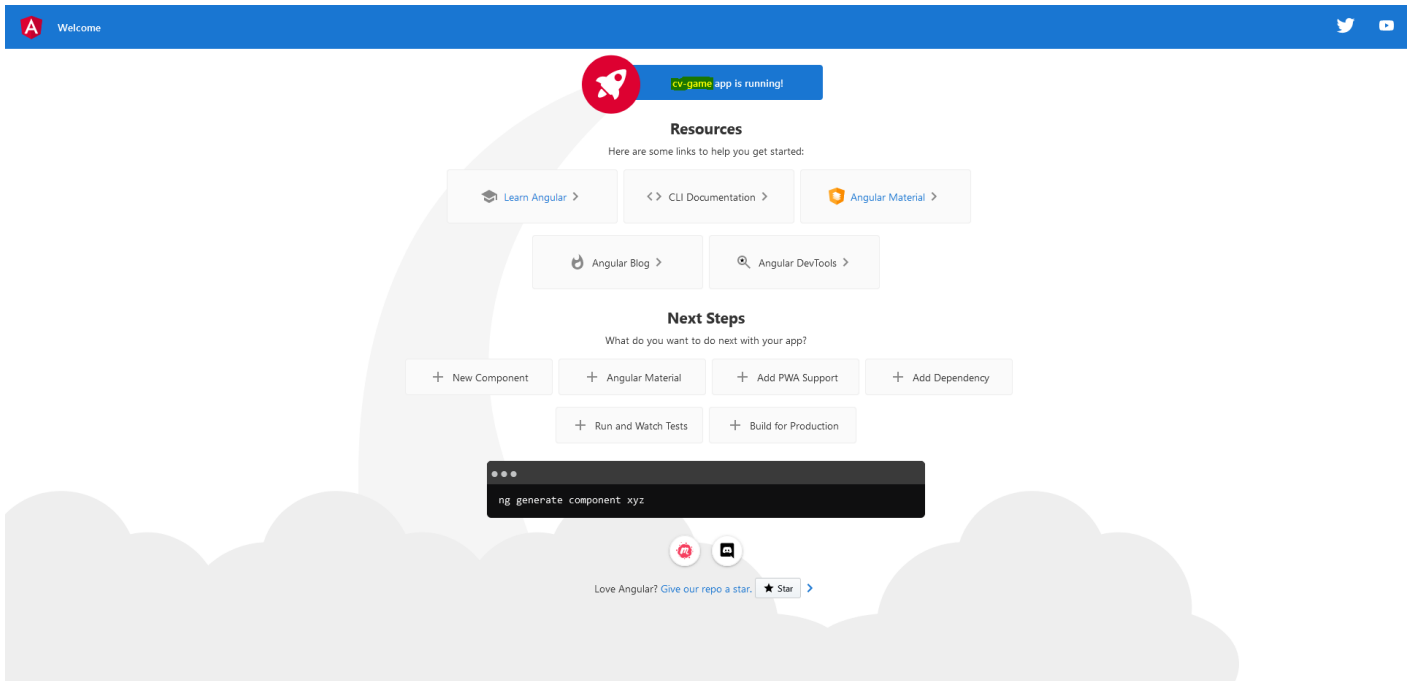 Welcome
cv-game app is running!
Resources
Here are some links to help you get started:
Learn Angular
CLI Documentation
Angular Material
Angular Blog
Angular DevTools
Next Steps
What do you want to do next with your app?
New Component
Angular Material
Add PWA Support
Add Dependency
Run and Watch Tests
Build for Production
ng generate component xyz
Love Angular? Give our repo a star. Star